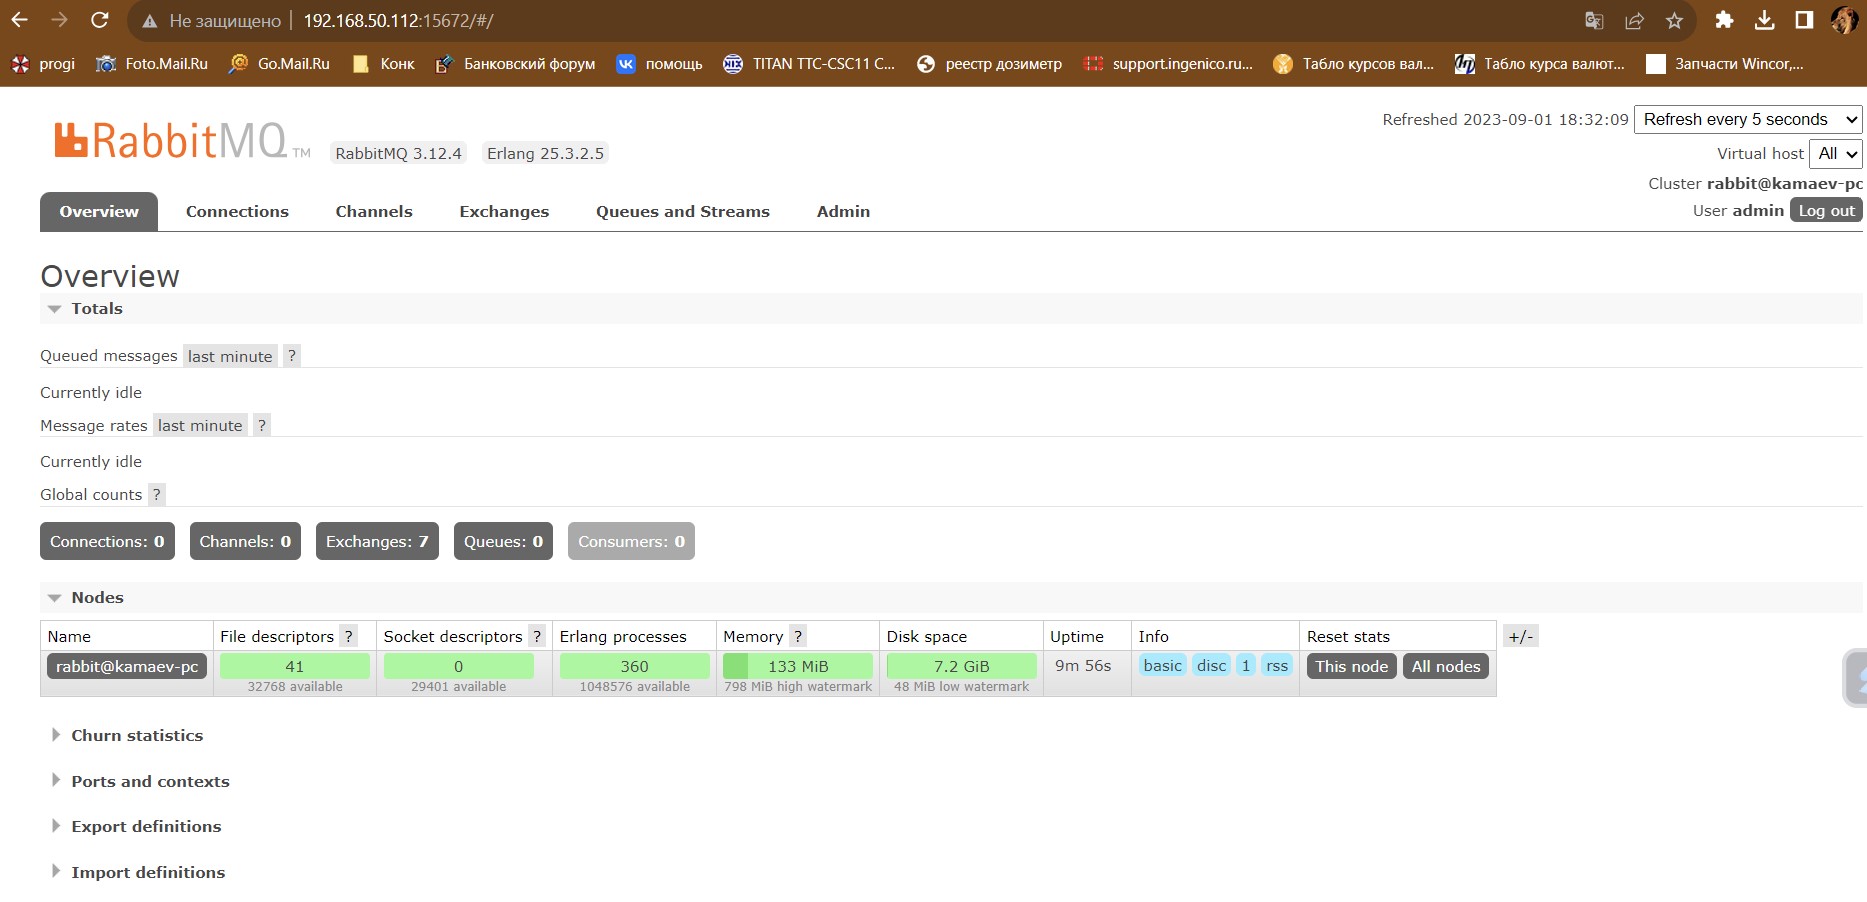 Не защищено 192.168.50.112:15672/#/
progi Foto.Mail.Ru Go.Mail.Ru Конк Банковский форум помощь TITAN TTC-CSC11 C... реестр дозиметр support.ingenico.ru... Табло курсов вал... Табло курса валют... Запчасти Wincor,...
RabbitMQ TM RabbitMQ 3.12.4 Erlang 25.3.2.5
Refreshed 2023-09-01 18:32:09 Refresh every 5 seconds
Virtual host All
Cluster rabbit@kamaev-pc
User admin Log out
Overview Connections Channels Exchanges Queues and Streams Admin
Overview
Totals
Queued messages last minute ?
Currently idle
Message rates last minute ?
Currently idle
Global counts ?
Connections: 0 Channels: 0 Exchanges: 7 Queues: 0 Consumers: 0
Nodes
Name File descriptors ? Socket descriptors ? Erlang processes Memory ? Disk space Uptime Info Reset stats +/-
rabbit@kamaev-pc 41 0 360 133 MiB 7.2 GiB 9m 56s basic disc 1 rss This node All nodes
32768 available 29401 available 1048576 available 798 MiB high watermark 48 MiB low watermark
Churn statistics
Ports and contexts
Export definitions
Import definitions